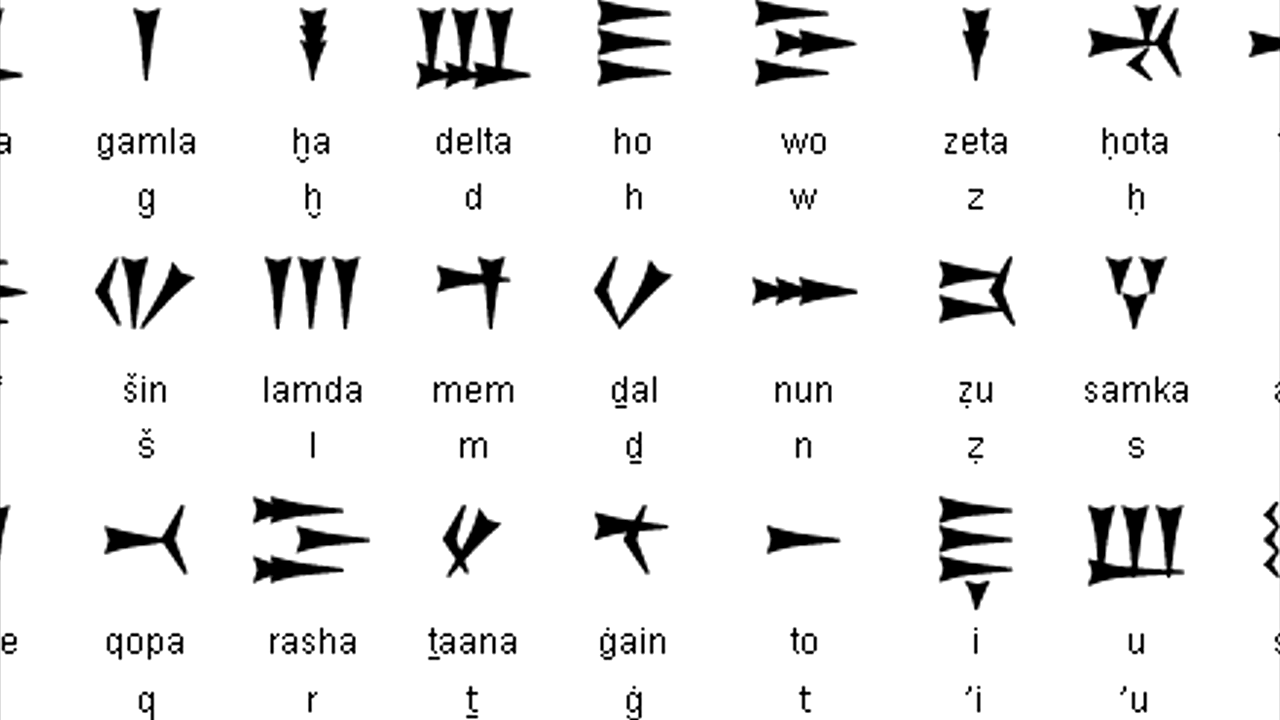 𐎂 𐎃 𐎄 𐎅 𐎆 𐎇 𐎈
gamla ḫa delta ho wo zeta ḥota
g ḫ d h w z ḥ
𐎌 𐎍 𐎎 𐎏 𐎐 𐎑 𐎒
šin lamda mem ḏal nun ẓu samka
š l m ḏ n ẓ s
𐎖 𐎗 𐎘 𐎙 𐎚 𐎛 𐎜
qopa rasha ṯaana ġain to i u
q r ṯ ġ t ʼi ʼu